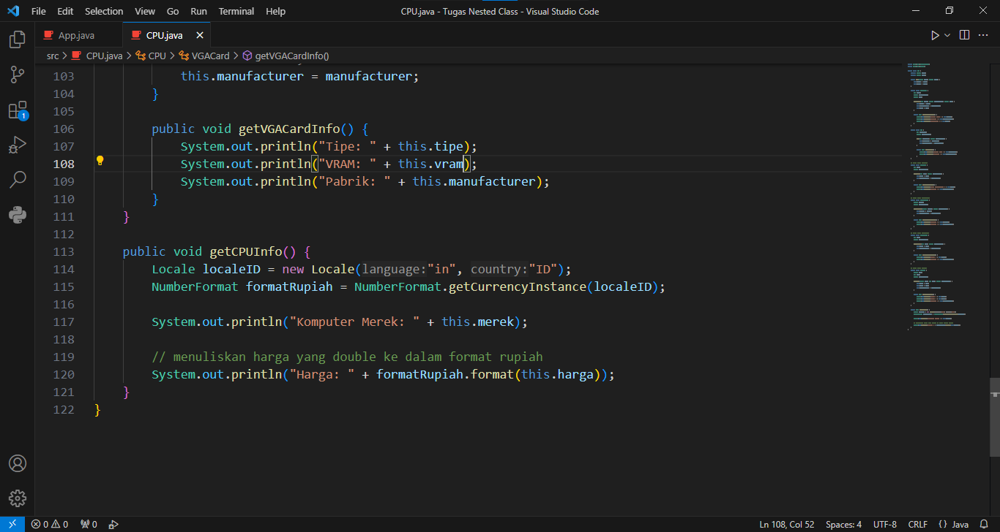 File Edit Selection View Go Run Terminal Help CPU.java - Tugas Nested Class - Visual Studio Code
App.java CPU.java
src > CPU.java > CPU > VGACard > getVGACardInfo()
103 this.manufacturer = manufacturer;
104 }
105
106 public void getVGACardInfo() {
107 System.out.println("Tipe: " + this.tipe);
108 System.out.println("VRAM: " + this.vram);
109 System.out.println("Pabrik: " + this.manufacturer);
110 }
111 }
112
113 public void getCPUInfo() {
114 Locale localeID = new Locale(language:"in", country:"ID");
115 NumberFormat formatRupiah = NumberFormat.getCurrencyInstance(localeID);
116
117 System.out.println("Komputer Merek: " + this.merek);
118
119 // menuliskan harga yang double ke dalam format rupiah
120 System.out.println("Harga: " + formatRupiah.format(this.harga));
121 }
122 }
1
0 0 0 Ln 108, Col 52 Spaces: 4 UTF-8 CRLF {} Java